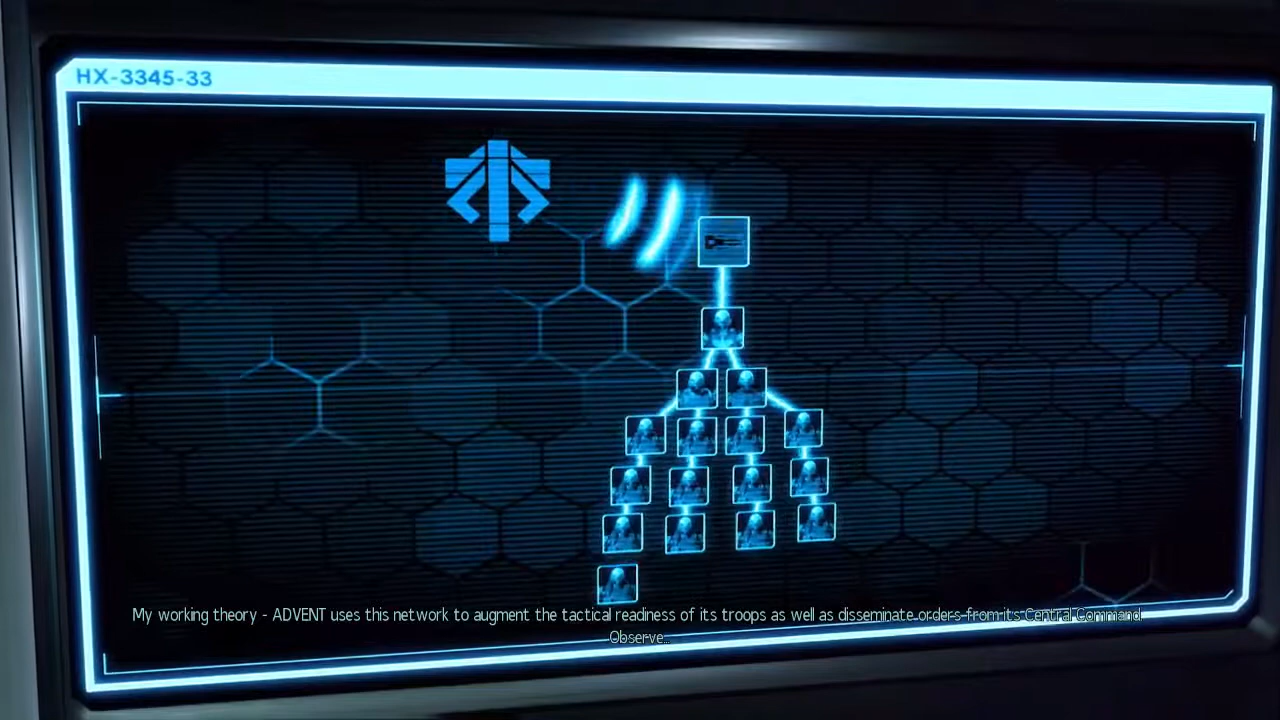 HX-3345-33
My working theory - ADVENT uses this network to augment the tactical readiness of its troops as well as disseminate orders from its Central Command
Observe...